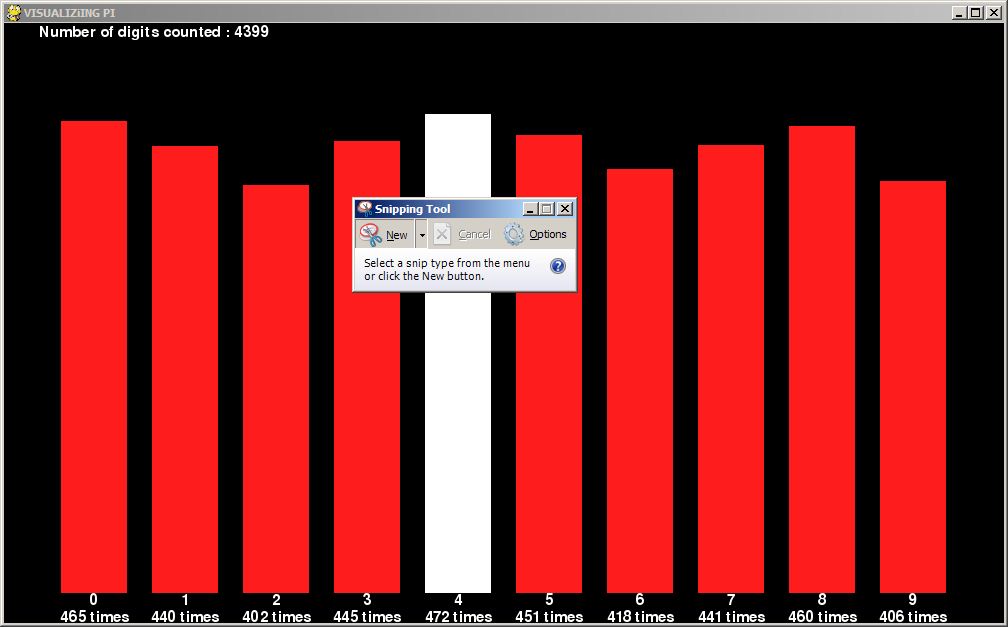 VISUALIZiING PI
Number of digits counted : 4399
Snipping Tool
New Cancel Options
Select a snip type from the menu
or click the New button.
?
0 1 2 3 4 5 6 7 8 9
465 times 440 times 402 times 445 times 472 times 451 times 418 times 441 times 460 times 406 times